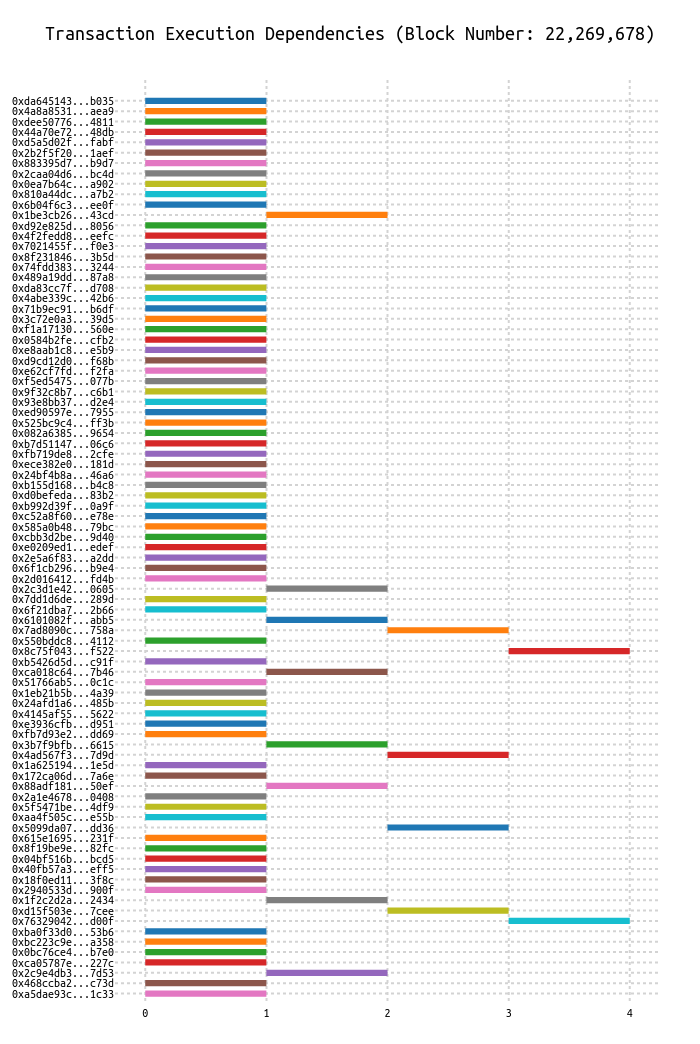 Transaction Execution Dependencies (Block Number: 22,269,678)
0xda645143...b035
0x4a8a8531...aea9
0xdee50776...4811
0x44a70e72...48db
0xd5a5d02f...fabf
0x2b2f5f20...1aef
0x883395d7...b9d7
0x2caa04d6...bc4d
0x0ea7b64c...a902
0x810a44dc...a7b2
0x6b04f6c3...ee0f
0x1be3cb26...43cd
0xd92e825d...8056
0x4f2fedd8...eefc
0x7021455f...f0e3
0x8f231846...3b5d
0x74fdd383...3244
0x489a19dd...87a8
0xda83cc7f...d708
0x4abe339c...42b6
0x71b9ec91...b6df
0x3c72e0a3...39d5
0xf1a17130...560e
0x0584b2fe...cfb2
0xe8aab1c8...e5b9
0xd9cd12d0...f68b
0xe62cf7fd...f2fa
0xf5ed5475...077b
0x9f32c8b7...c6b1
0x93e8bb37...d2e4
0xed90597e...7955
0x525bc9c4...ff3b
0x082a6385...9654
0xb7d51147...06c6
0xfb719de8...2cfe
0xece382e0...181d
0x24bf4b8a...46a6
0xb155d168...b4c8
0xd0befeda...83b2
0xb992d39f...0a9f
0xc52a8f60...e78e
0x585a0b48...79bc
0xcbb3d2be...9d40
0xe0209ed1...edef
0x2e5a6f83...a2dd
0x6f1cb296...b9e4
0x2d016412...fd4b
0x2c3d1e42...0605
0x7dd1d6de...289d
0x6f21dba7...2b66
0x6101082f...abb5
0x7ad8090c...758a
0x550bddc8...4112
0x8c75f043...f522
0xb5426d5d...c91f
0xca018c64...7b46
0x51766ab5...0c1c
0x1eb21b5b...4a39
0x24afd1a6...485b
0x4145af55...5622
0xe3936cfb...d951
0xfb7d93e2...dd69
0x3b7f9bfb...6615
0x4ad567f3...7d9d
0x1a625194...1e5d
0x172ca06d...7a6e
0x88adf181...50ef
0x2a1e4678...0408
0x5f5471be...4df9
0xaa4f505c...e55b
0x5099da07...dd36
0x615e1695...231f
0x8f19be9e...82fc
0x04bf516b...bcd5
0x40fb57a3...eff5
0x18f0ed11...3f8c
0x2940533d...900f
0x1f2c2d2a...2434
0xd15f503e...7cee
0x76329042...d00f
0xba0f33d0...53b6
0xbc223c9e...a358
0x0bc76ce4...b7e0
0xca05787e...227c
0x2c9e4db3...7d53
0x468ccba2...c73d
0xa5dae93c...1c33
0 1 2 3 4